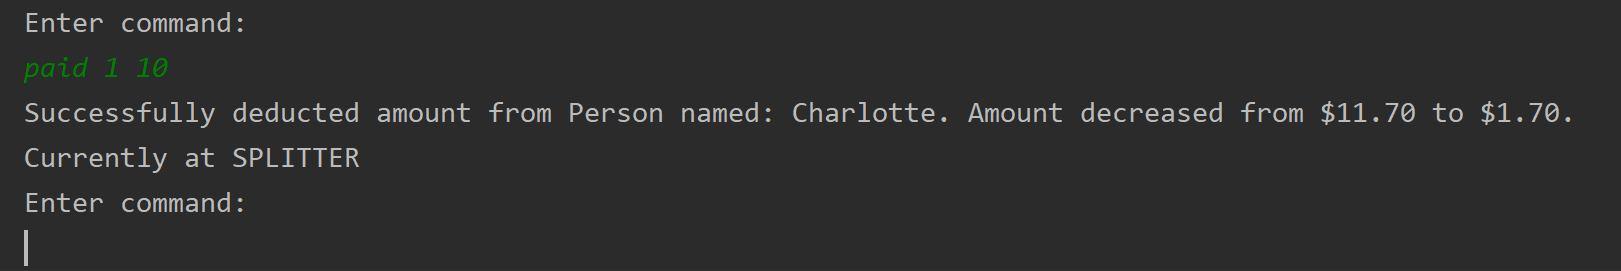 Enter command:
paid 1 10
Successfully deducted amount from Person named: Charlotte. Amount decreased from $11.70 to $1.70.
Currently at SPLITTER
Enter command: